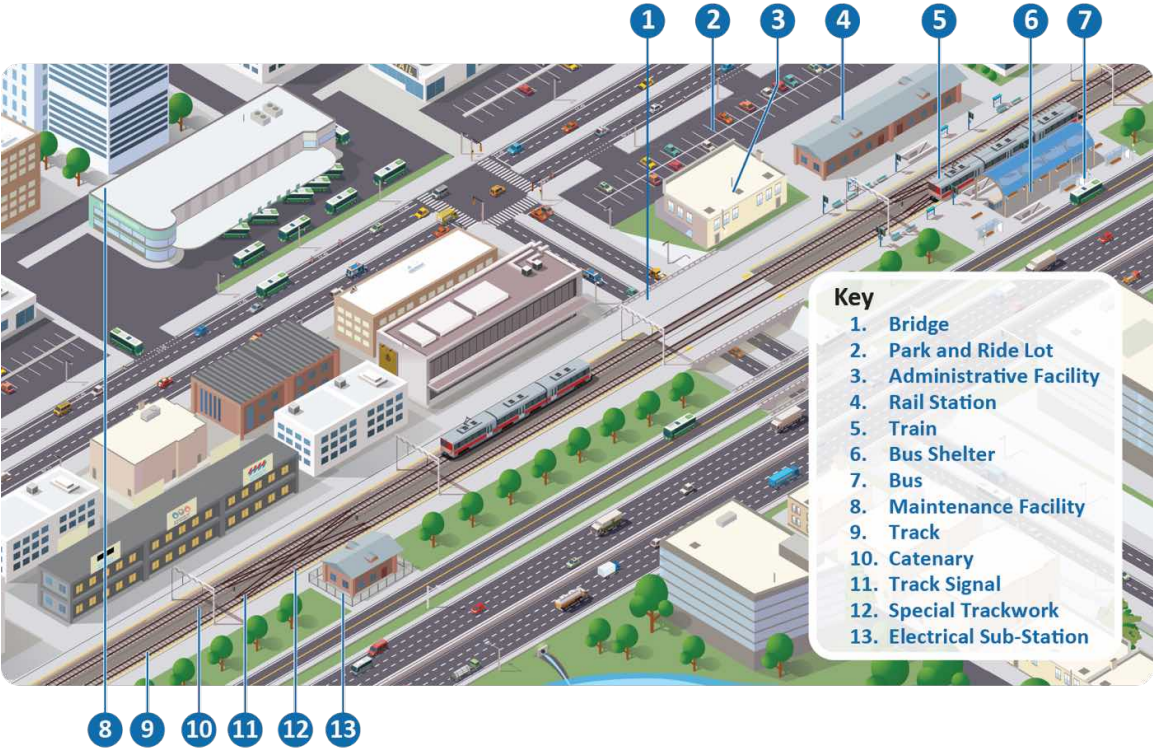 1 2 3 4 5 6 7
Key
1. Bridge
2. Park and Ride Lot
3. Administrative Facility
4. Rail Station
5. Train
6. Bus Shelter
7. Bus
8. Maintenance Facility
9. Track
10. Catenary
11. Track Signal
12. Special Trackwork
13. Electrical Sub-Station
8 9 10 11 12 13